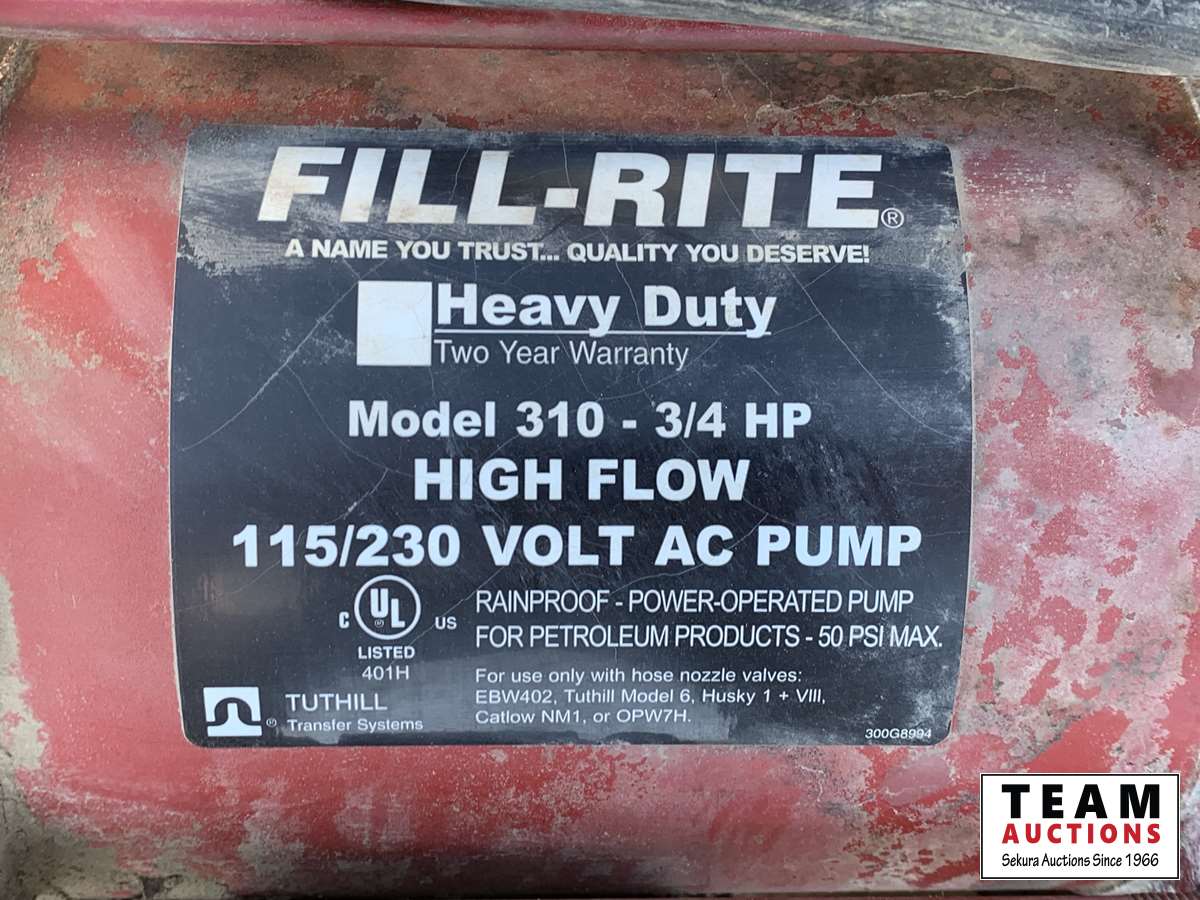 FILL-RITE®
A NAME YOU TRUST... QUALITY YOU DESERVE!
Heavy Duty
Two Year Warranty
Model 310 - 3/4 HP
HIGH FLOW
115/230 VOLT AC PUMP
C UL ® US
LISTED
401H
RAINPROOF - POWER-OPERATED PUMP
FOR PETROLEUM PRODUCTS - 50 PSI MAX.
For use only with hose nozzle valves:
EBW402, Tuthill Model 6, Husky 1 + VIII,
Catlow NM1, or OPW7H.
® TUTHILL
Transfer Systems
300G8994
TEAM
AUCTIONS
Sekura Auctions Since 1966